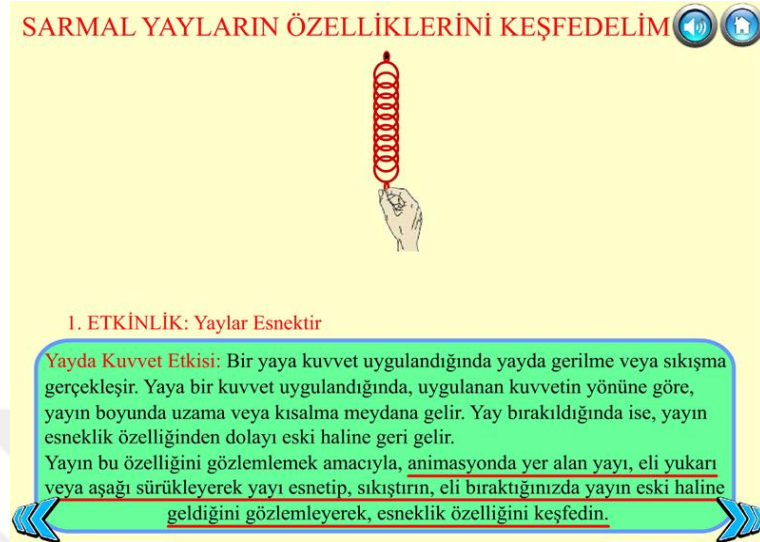 SARMAL YAYLARIN ÖZELLİKLERİNİ KEŞFEDELİM
1. ETKİNLİK: Yaylar Esnektir
Yayda Kuvvet Etkisi: Bir yaya kuvvet uygulandığında yayda gerilme veya sıkışma
gerçekleşir. Yaya bir kuvvet uygulandığında, uygulanan kuvvetin yönüne göre,
yayın boyunda uzama veya kısalma meydana gelir. Yay bırakıldığında ise, yayın
esneklik özelliğinden dolayı eski haline geri gelir.
Yayın bu özelliğini gözlemlemek amacıyla, animasyonda yer alan yayı, eli yukarı
veya aşağı sürükleyerek yayı esnetip, sıkıştırın, eli bıraktığınızda yayın eski haline
geldiğini gözlemleyerek, esneklik özelliğini keşfedin.